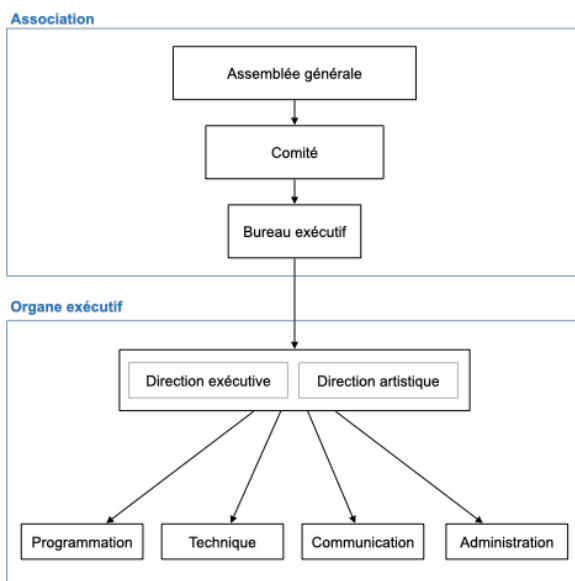 Association
Assemblée générale
Comité
Bureau exécutif
Organe exécutif
Direction exécutive
Direction artistique
Programmation
Technique
Communication
Administration